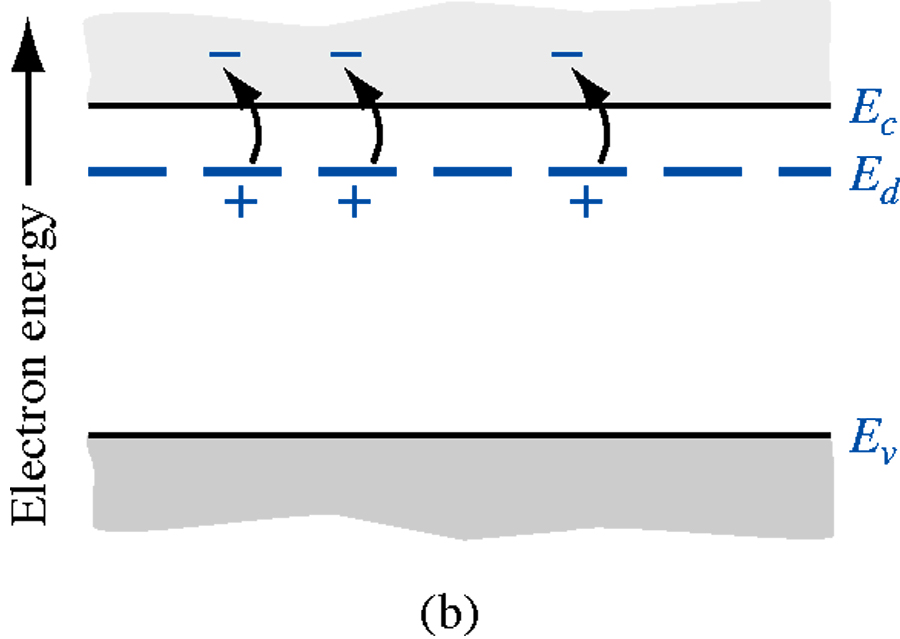 Electron energy
− − −
E_c
E_d
+ + +
E_v
(b)